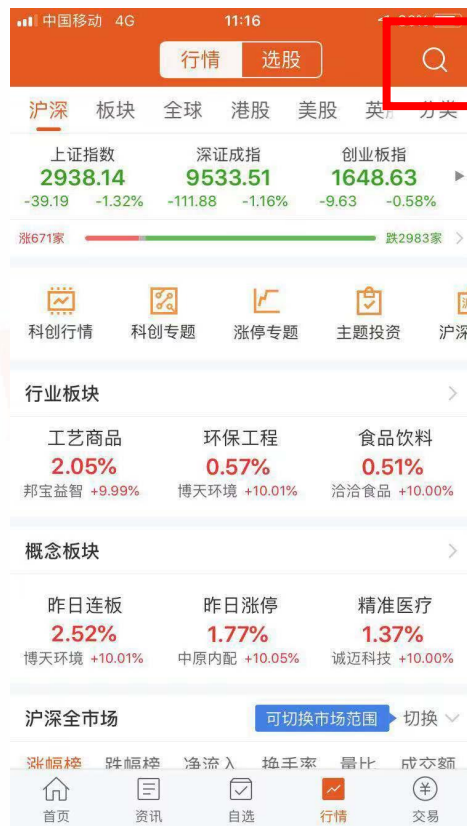 中国移动 4G 11:16
行情 选股
沪深 板块 全球 港股 美股 英 分类
上证指数 深证成指 创业板指
2938.14 9533.51 1648.63
-39.19 -1.32% -111.88 -1.16% -9.63 -0.58%
涨671家 跌2983家
科创行情 科创专题 涨停专题 主题投资 沪深
行业板块
工艺商品 环保工程 食品饮料
2.05% 0.57% 0.51%
邦宝益智 +9.99% 博天环境 +10.01% 洽洽食品 +10.00%
概念板块
昨日连板 昨日涨停 精准医疗
2.52% 1.77% 1.37%
博天环境 +10.01% 中原内配 +10.05% 诚迈科技 +10.00%
沪深全市场 可切换市场范围 切换
涨幅榜 跌幅榜 净流入 换手率 量比 成交额
首页 资讯 自选 行情 交易